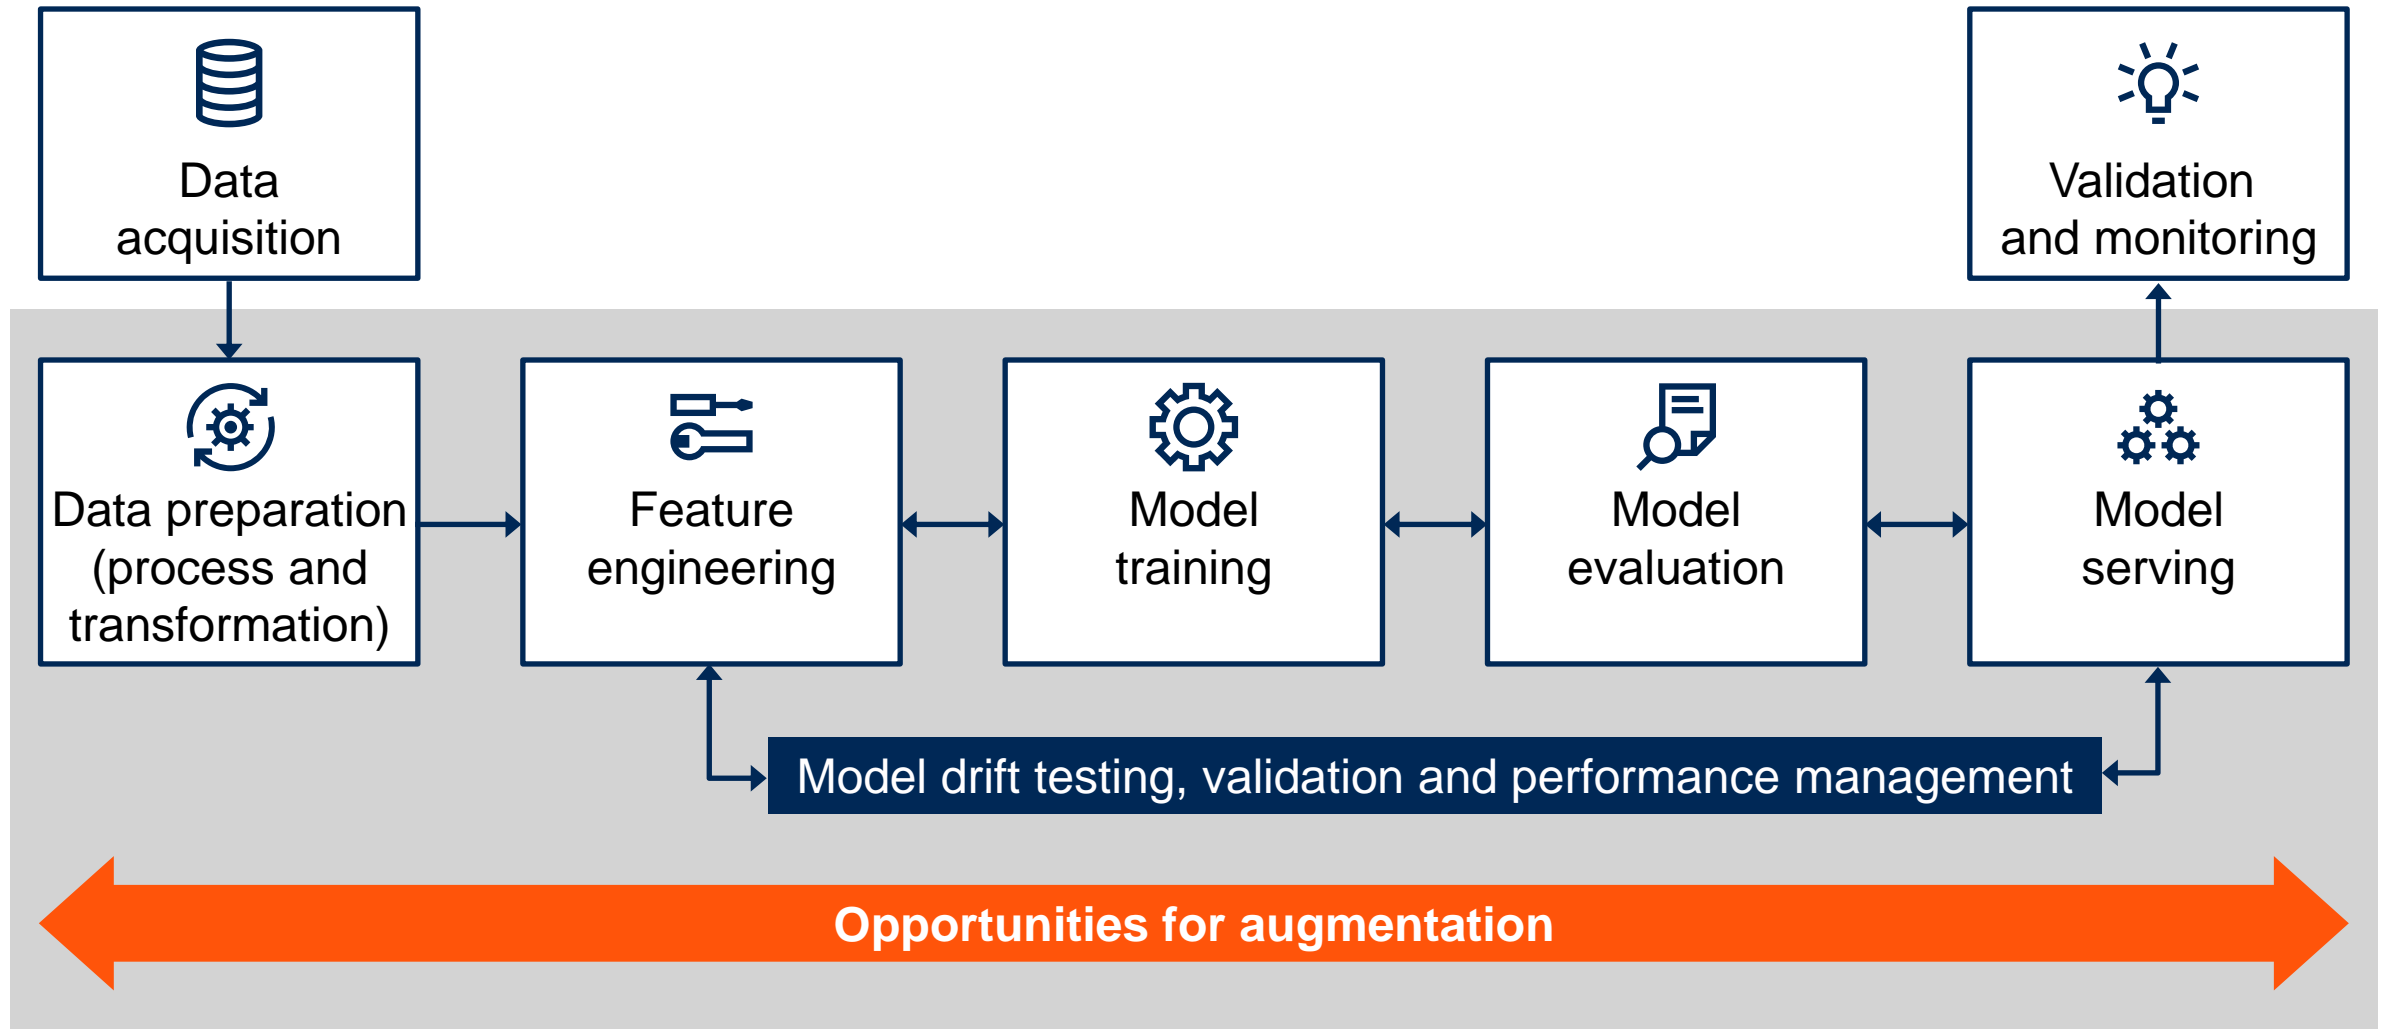 Data
acquisition
Validation
and monitoring
Data preparation
(process and
transformation)
Feature
engineering
Model
training
Model
evaluation
Model
serving
Model drift testing, validation and performance management
Opportunities for augmentation